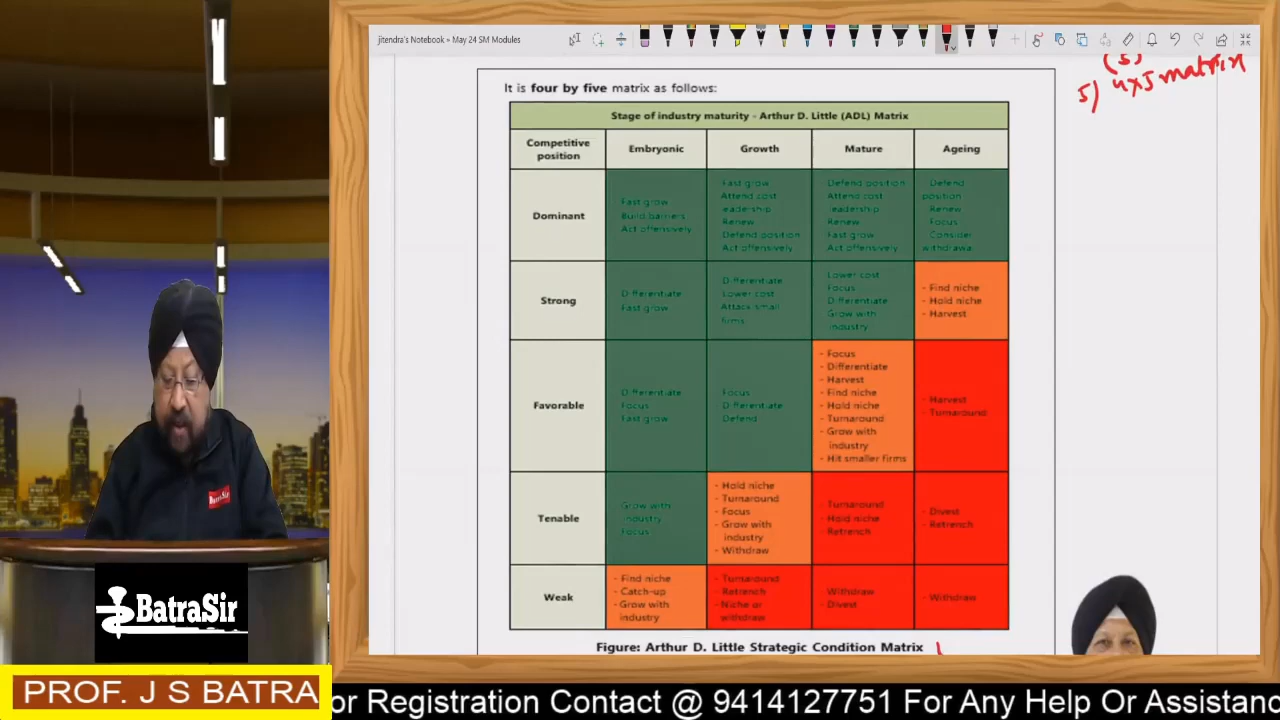 jitendra's Notebook » May 24 SM Modules
(5)
5) 4x5 matrix
It is four by five matrix as follows:
Stage of industry maturity - Arthur D. Little (ADL) Matrix
Competitive position
Embryonic
Growth
Mature
Ageing
Dominant
Fast grow
Build barriers
Act offensively
Fast grow
Attend cost
leadership
Renew
Defend position
Act offensively
Defend position
Attend cost
leadership
Renew
Fast grow
Act offensively
Defend
position
Renew
Focus
Consider
withdrawa
Strong
Differentiate
Fast grow
Differentiate
Lower cost
Attack small
firms
Lower cost
Focus
Differentiate
Grow with
industry
- Find niche
- Hold niche
- Harvest
Favorable
Differentiate
Focus
Fast grow
Focus
Differentiate
Defend
- Focus
- Differentiate
- Harvest
- Find niche
- Hold niche
- Turnaround
- Grow with
industry
- Hit smaller firms
- Harvest
- Turnaround
Tenable
Grow with
industry
Focus
- Hold niche
- Turnaround
- Focus
- Grow with
industry
- Withdraw
Turnaround
- Hold niche
- Retrench
- Divest
- Retrench
Weak
- Find niche
- Catch-up
- Grow with
industry
- Turnaround
- Retrench
- Niche or
withdraw
Withdraw
- Divest
- Withdraw
Figure: Arthur D. Little Strategic Condition Matrix
BatraSir
BatraSir
PROF. J S BATRA
or Registration Contact @ 9414127751 For Any Help Or Assistanc